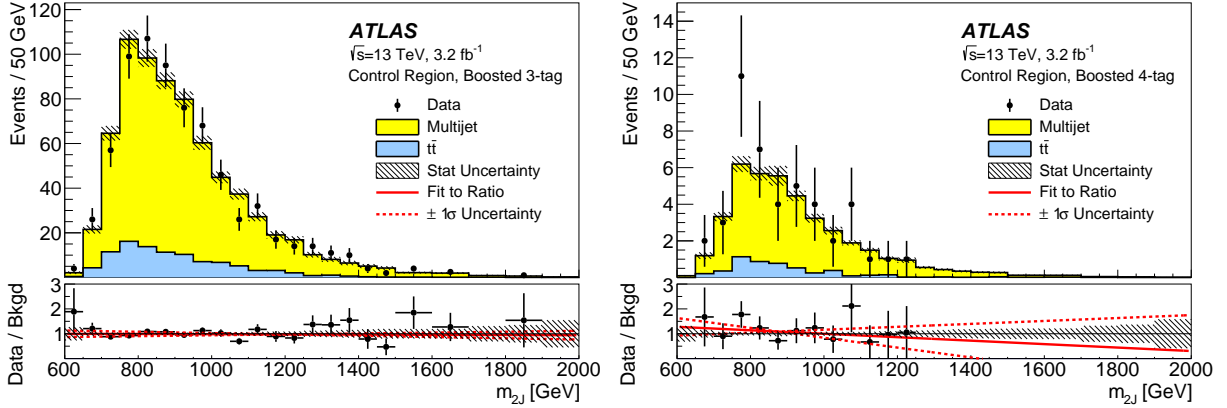 Events / 50 GeV
120
100
80
60
40
20
ATLAS
√s=13 TeV, 3.2 fb⁻¹
Control Region, Boosted 3-tag
Data
Multijet
tt̄
Stat Uncertainty
Fit to Ratio
± 1σ Uncertainty
Data / Bkgd
3
2
1
600 800 1000 1200 1400 1600 1800 2000
m2J [GeV]
Events / 50 GeV
14
12
10
8
6
4
2
0
ATLAS
√s=13 TeV, 3.2 fb⁻¹
Control Region, Boosted 4-tag
Data
Multijet
tt̄
Stat Uncertainty
Fit to Ratio
± 1σ Uncertainty
Data / Bkgd
3
2
1
0
600 800 1000 1200 1400 1600 1800 2000
m2J [GeV]